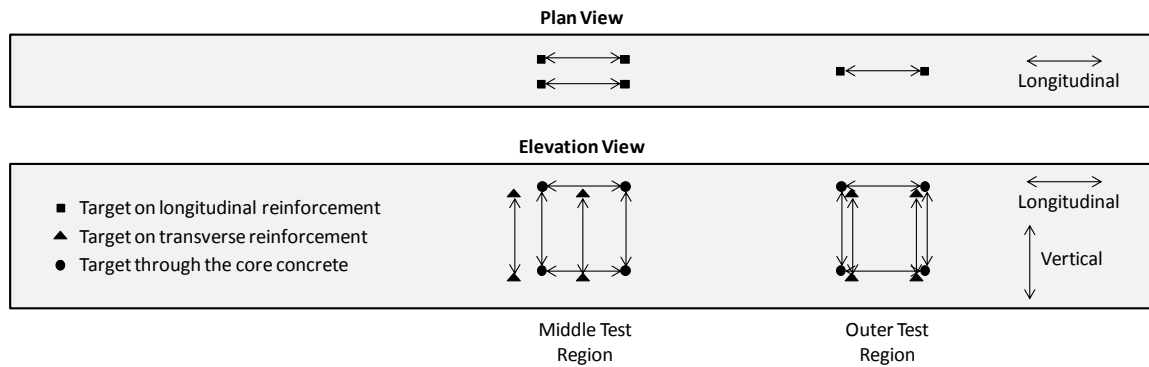 Plan View
Longitudinal
Elevation View
Target on longitudinal reinforcement
Target on transverse reinforcement
Target through the core concrete
Longitudinal
Vertical
Middle Test
Region
Outer Test
Region